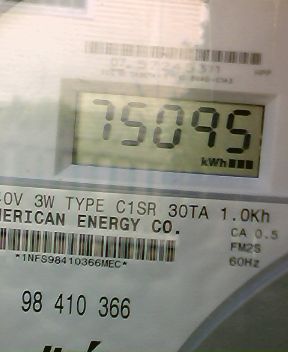 75095
kWh
0V 3W TYPE C1SR 30TA 1.0Kh
MERICAN ENERGY CO.
CA 0.5
FM2S
60Hz
*1NFS98410366MEC*
98 410 366